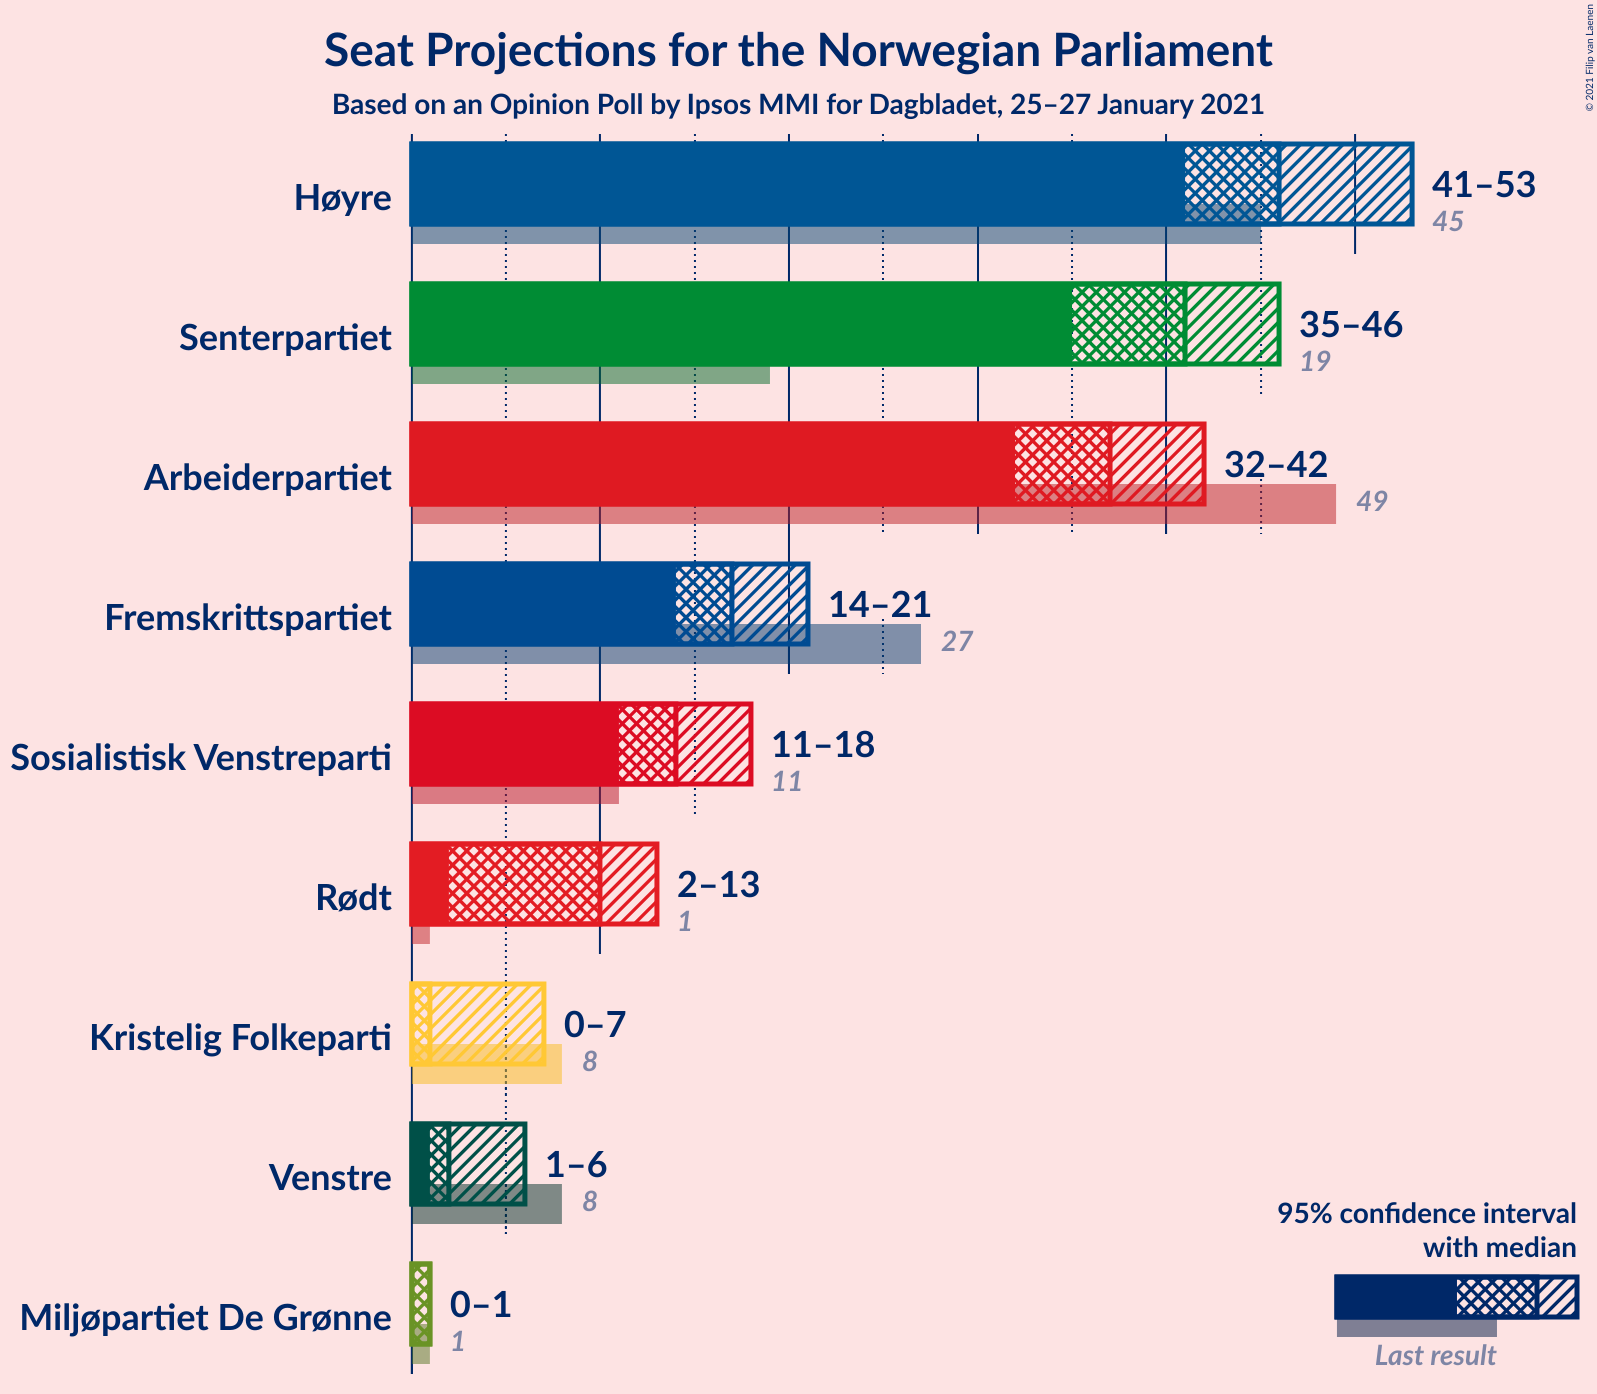 Seat Projections for the Norwegian Parliament
Based on an Opinion Poll by Ipsos MMI for Dagbladet, 25–27 January 2021
© 2021 Filip van Laenen
Høyre
41–53
45
Senterpartiet
35–46
19
Arbeiderpartiet
32–42
49
Fremskrittspartiet
14–21
27
Sosialistisk Venstreparti
11–18
11
Rødt
2–13
1
Kristelig Folkeparti
0–7
8
Venstre
1–6
8
Miljøpartiet De Grønne
0–1
1
95% confidence interval
with median
Last result